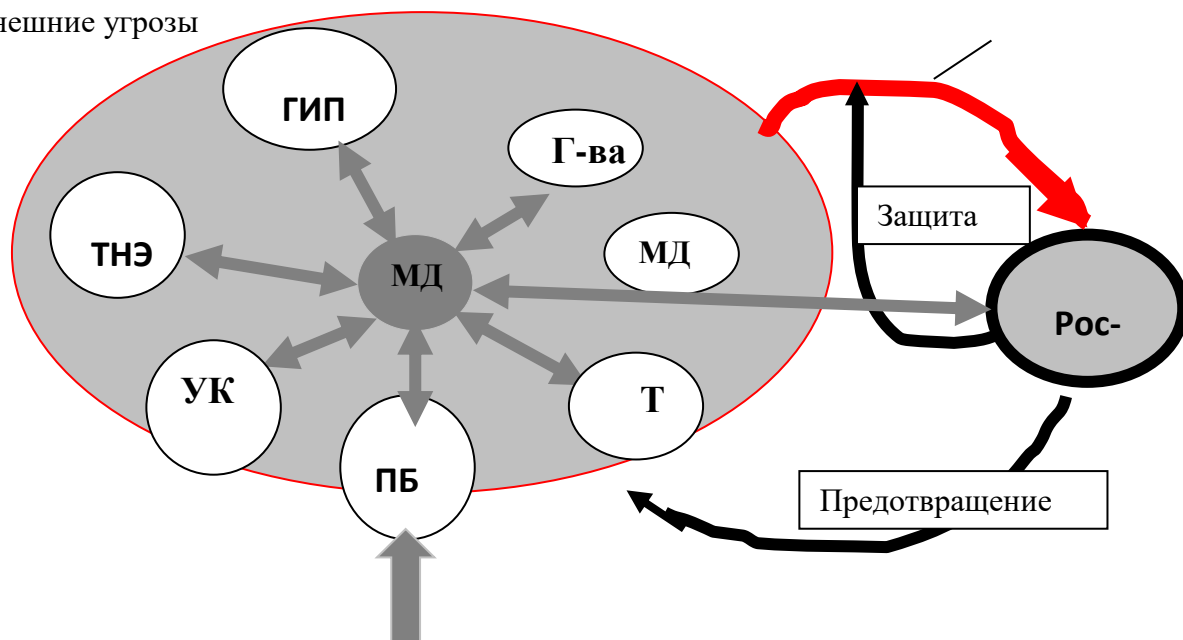 нешние угрозы
ГИП
Г-ва
Защита
МД
ТНЭ
МД
Рос-
УК
Т
ПБ
Предотвращение